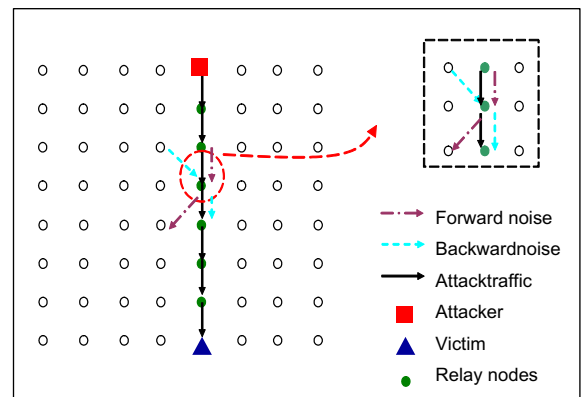 Forward noise
Backwardnoise
Attacktraffic
Attacker
Victim
Relay nodes